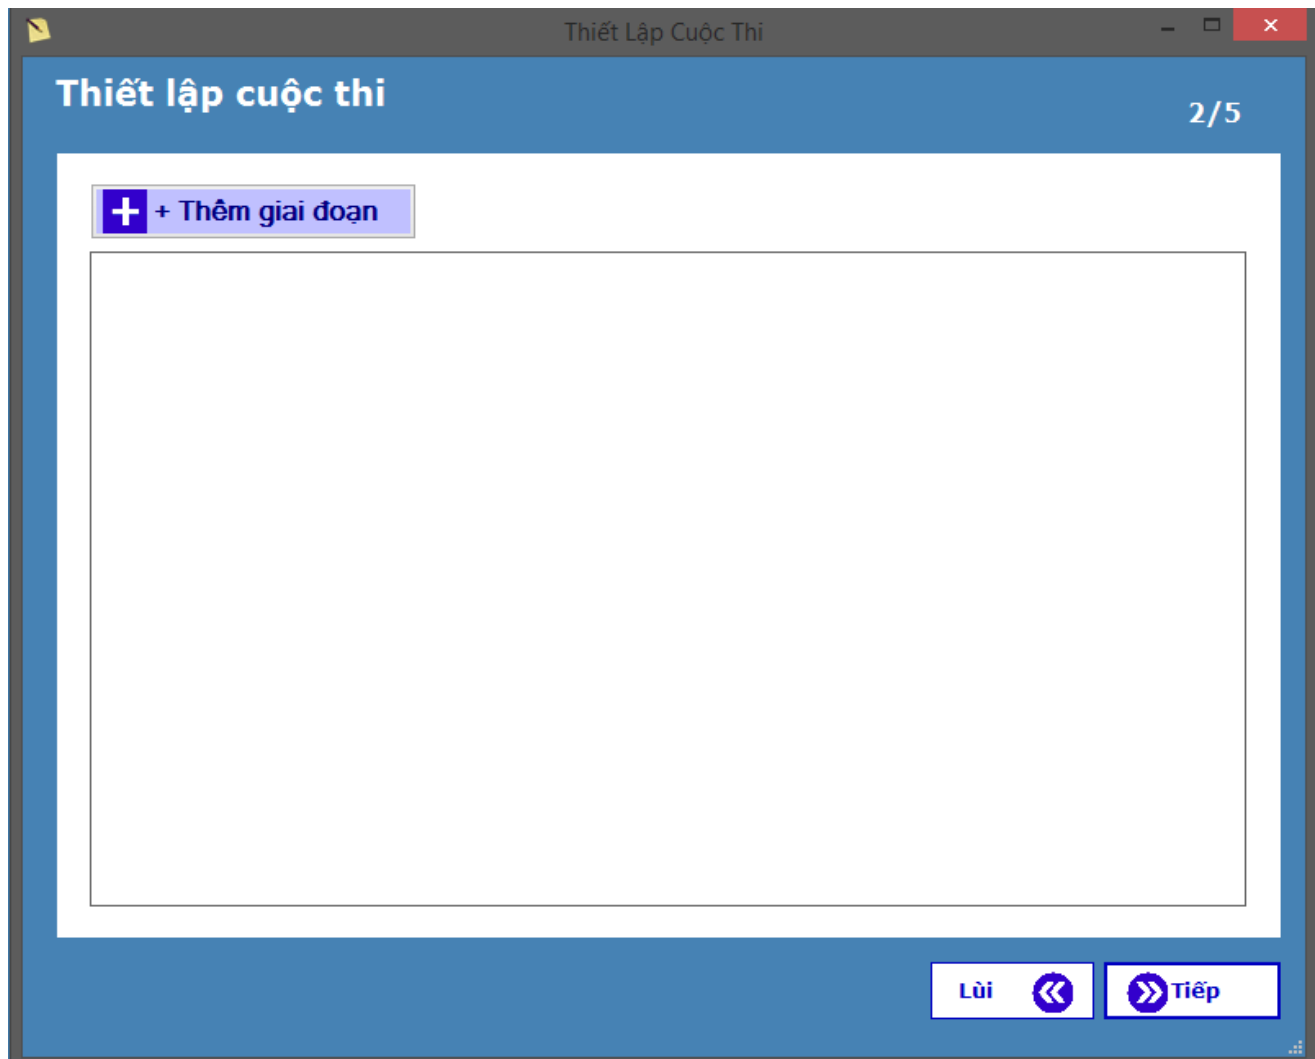 Thiết Lập Cuộc Thi
Thiết lập cuộc thi
2/5
+ Thêm giai đoạn
Lùi
Tiếp